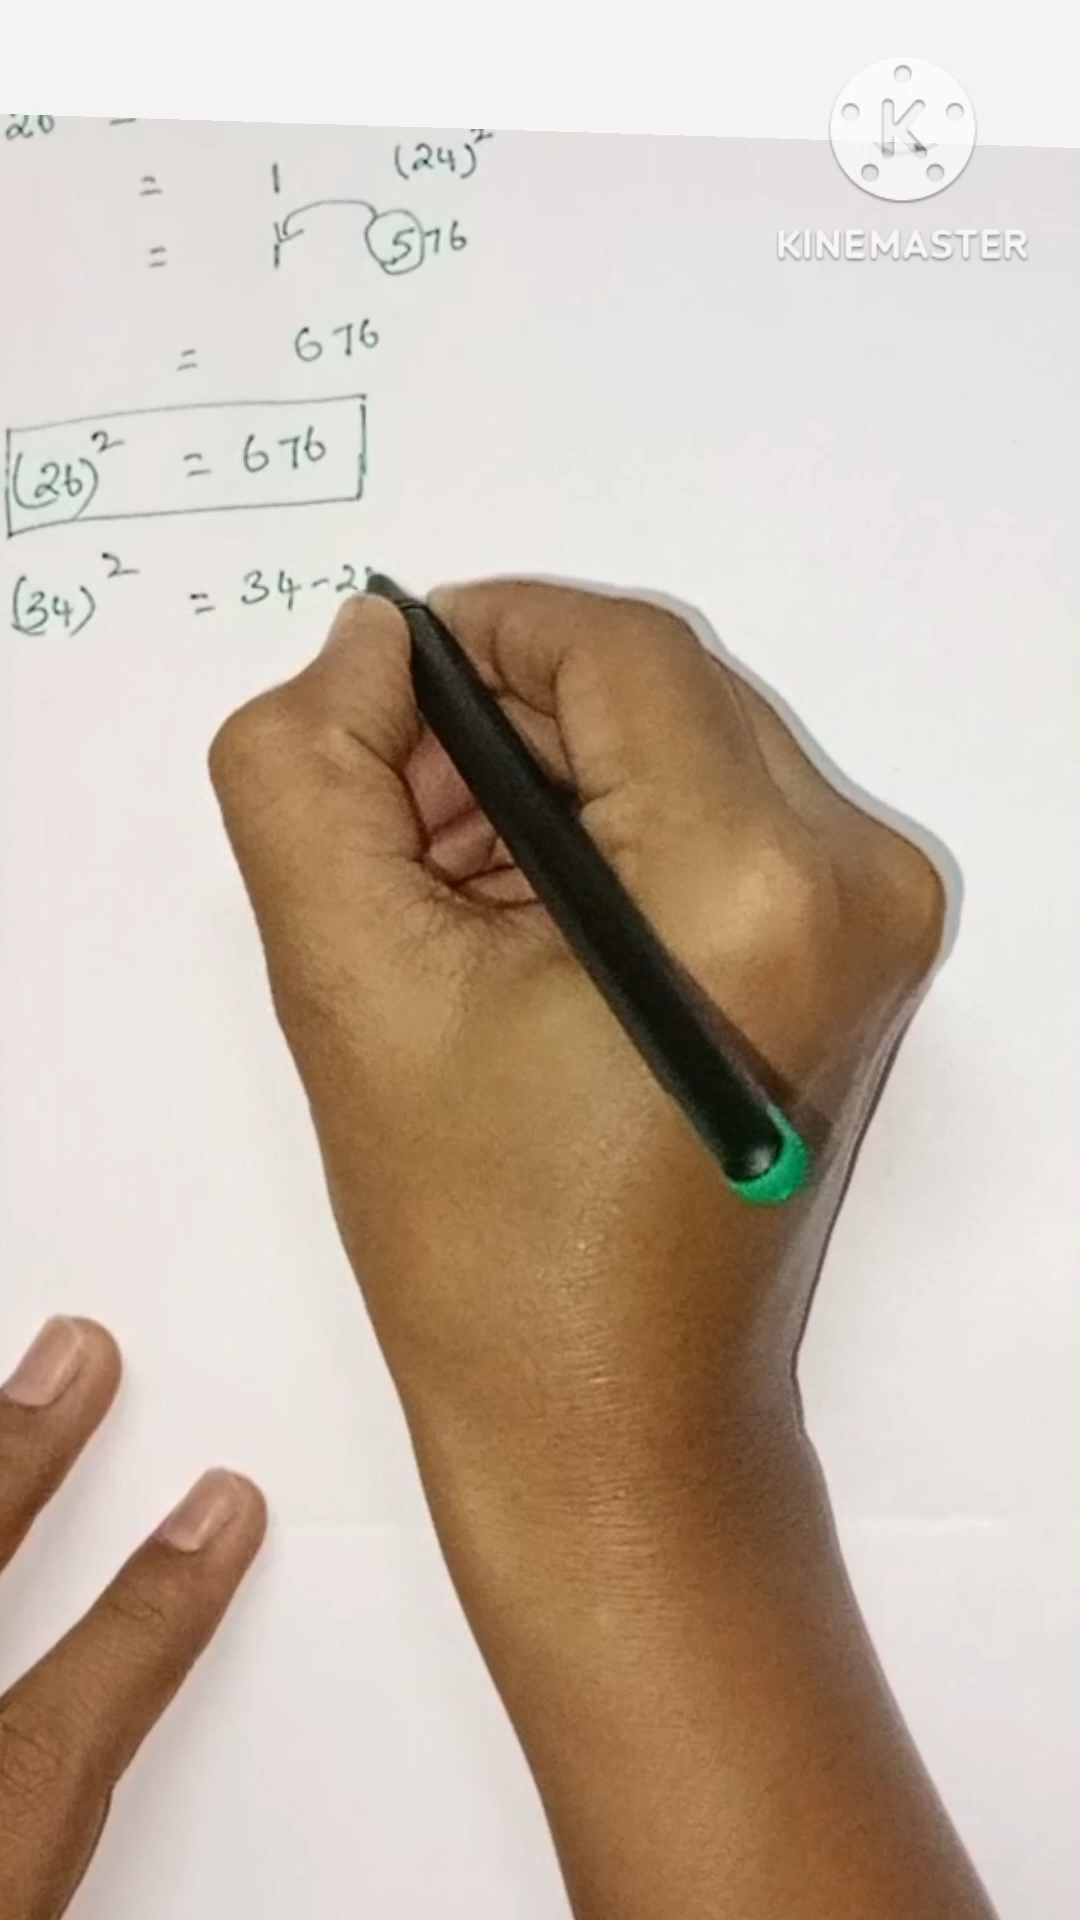 KINEMASTER
= 1 (24)²
= 1 576
= 676
(26)² = 676
(34)² = 34-2